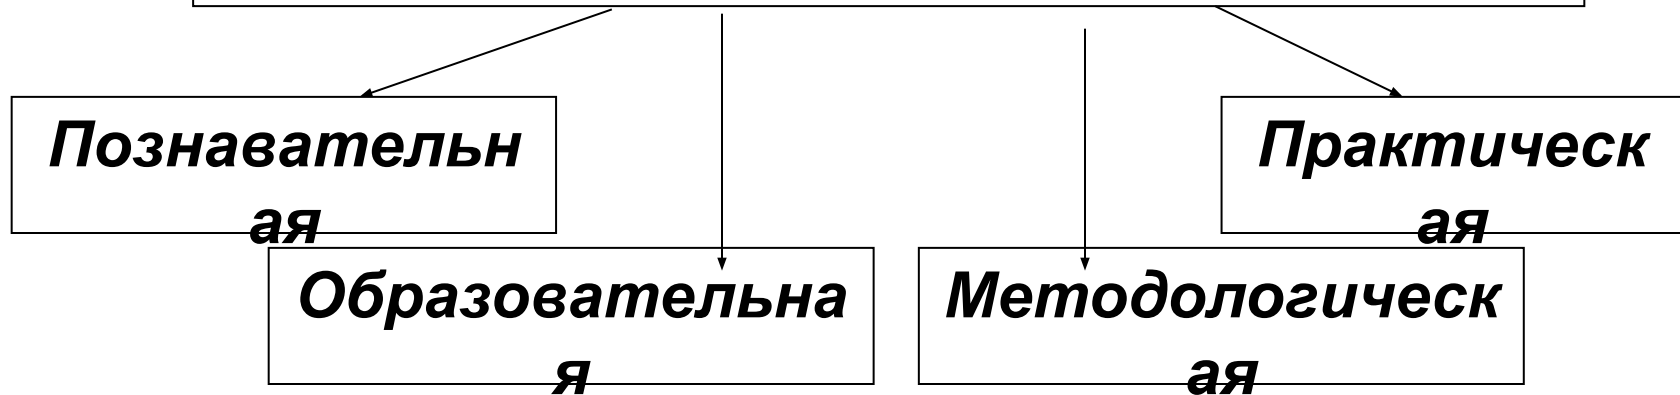 Познавательн
ая
Практическ
ая
Образовательна
я
Методологическ
ая